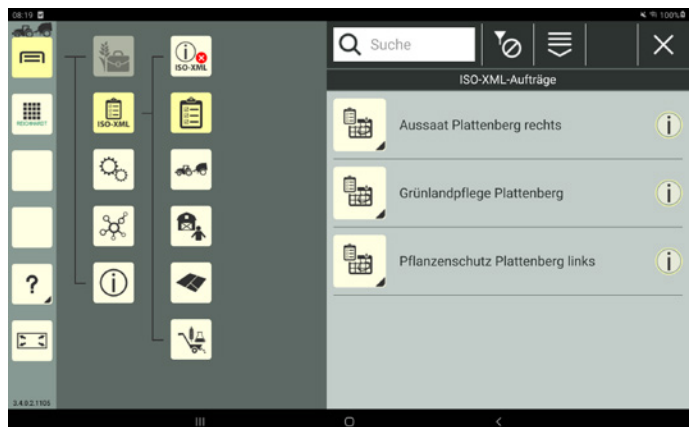 08:19
100%
ISO-XML
Suche
ISO-XML-Aufträge
REICHHARDT
ISO-XML
Aussaat Plattenberg rechts
i
Grünlandpflege Plattenberg
i
?
i
Pflanzenschutz Plattenberg links
i
3.4.0.2.1105